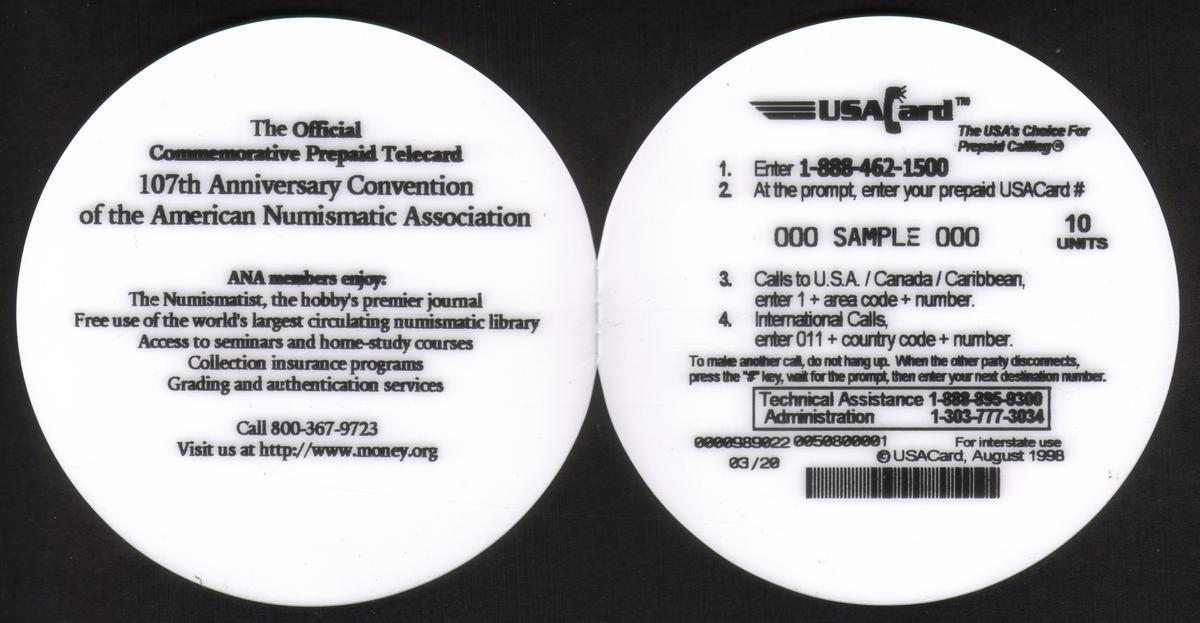 The Official
Commemorative Prepaid Telecard
107th Anniversary Convention
of the American Numismatic Association
ANA members enjoy:
The Numismatist, the hobby's premier journal
Free use of the world's largest circulating numismatic library
Access to seminars and home-study courses
Collection insurance programs
Grading and authentication services
Call 800-367-9723
Visit us at http://www.money.org
USACard™
The USA's Choice For
Prepaid Calling®
1. Enter 1-888-462-1500
2. At the prompt, enter your prepaid USACard #
000 SAMPLE 000
10
UNITS
3. Calls to U.S.A. / Canada / Caribbean,
enter 1 + area code + number.
4. International Calls,
enter 011 + country code + number.
To make another call, do not hang up. When the other party disconnects,
press the "#" key, wait for the prompt, then enter your next destination number.
Technical Assistance 1-888-895-9300
Administration 1-303-777-3034
0000989022 0050800001 For interstate use
03/20 © USACard, August 1998